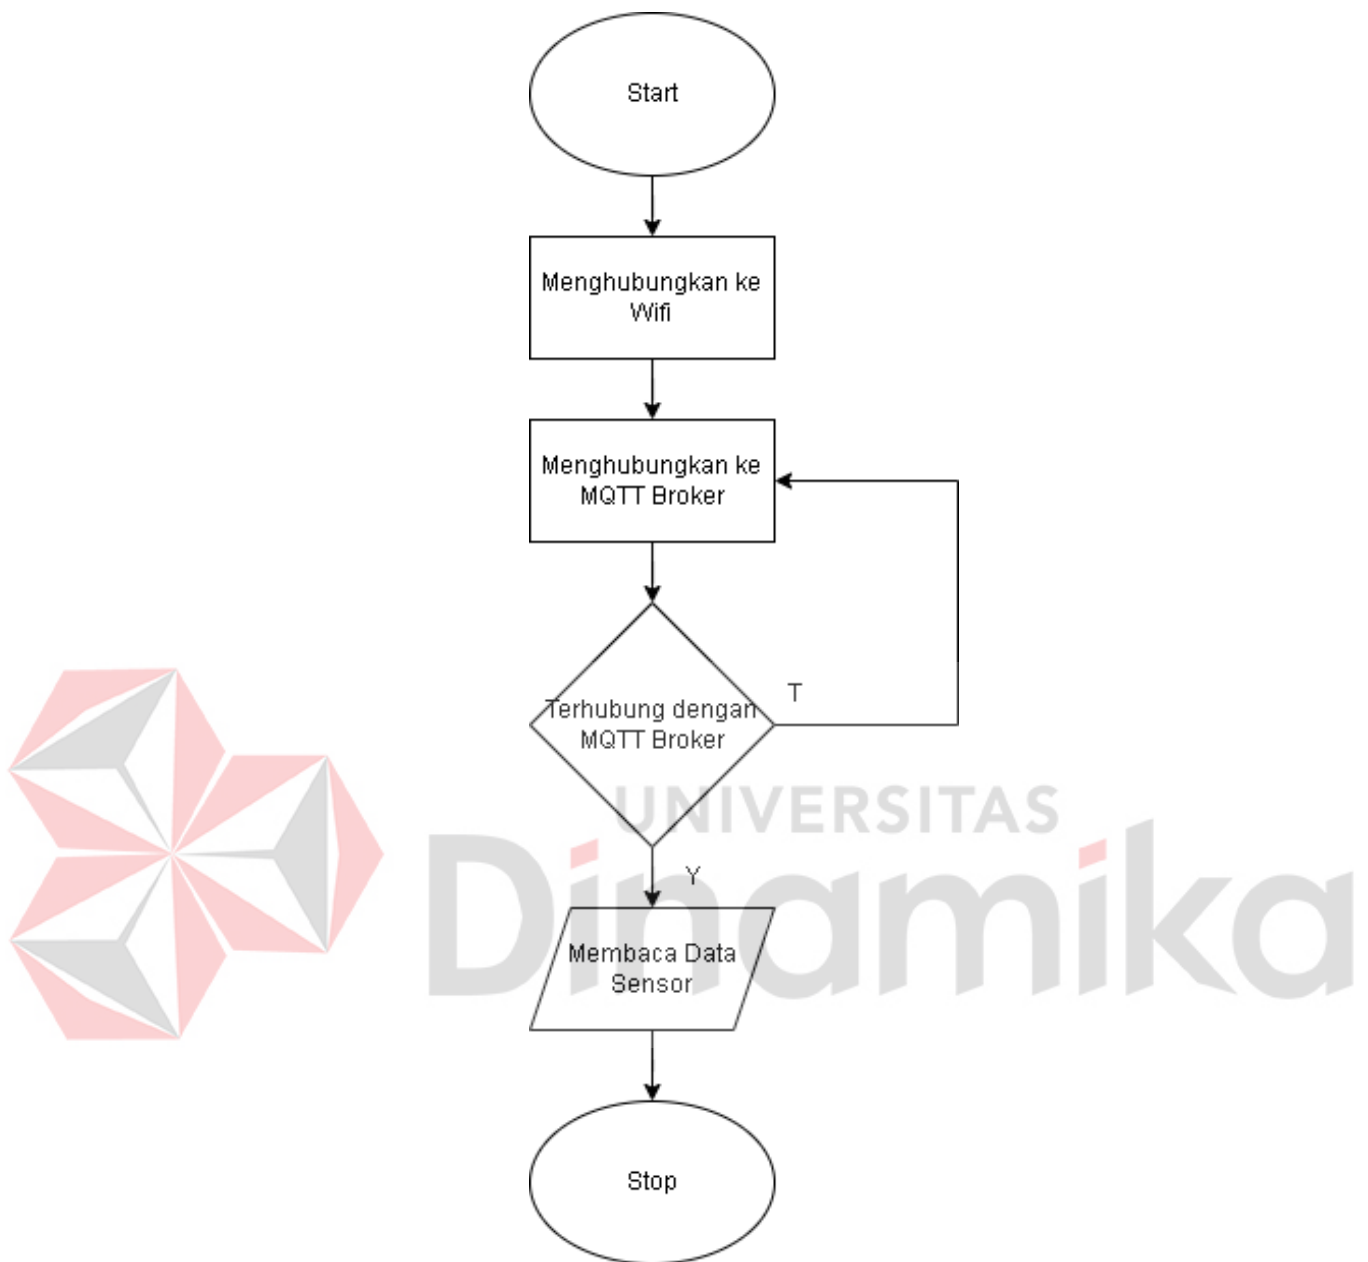 Start
Menghubungkan ke
Wifi
Menghubungkan ke
MQTT Broker
T
Terhubung dengan
MQTT Broker
UNIVERSITAS
Dinamika
Y
Membaca Data
Sensor
Stop